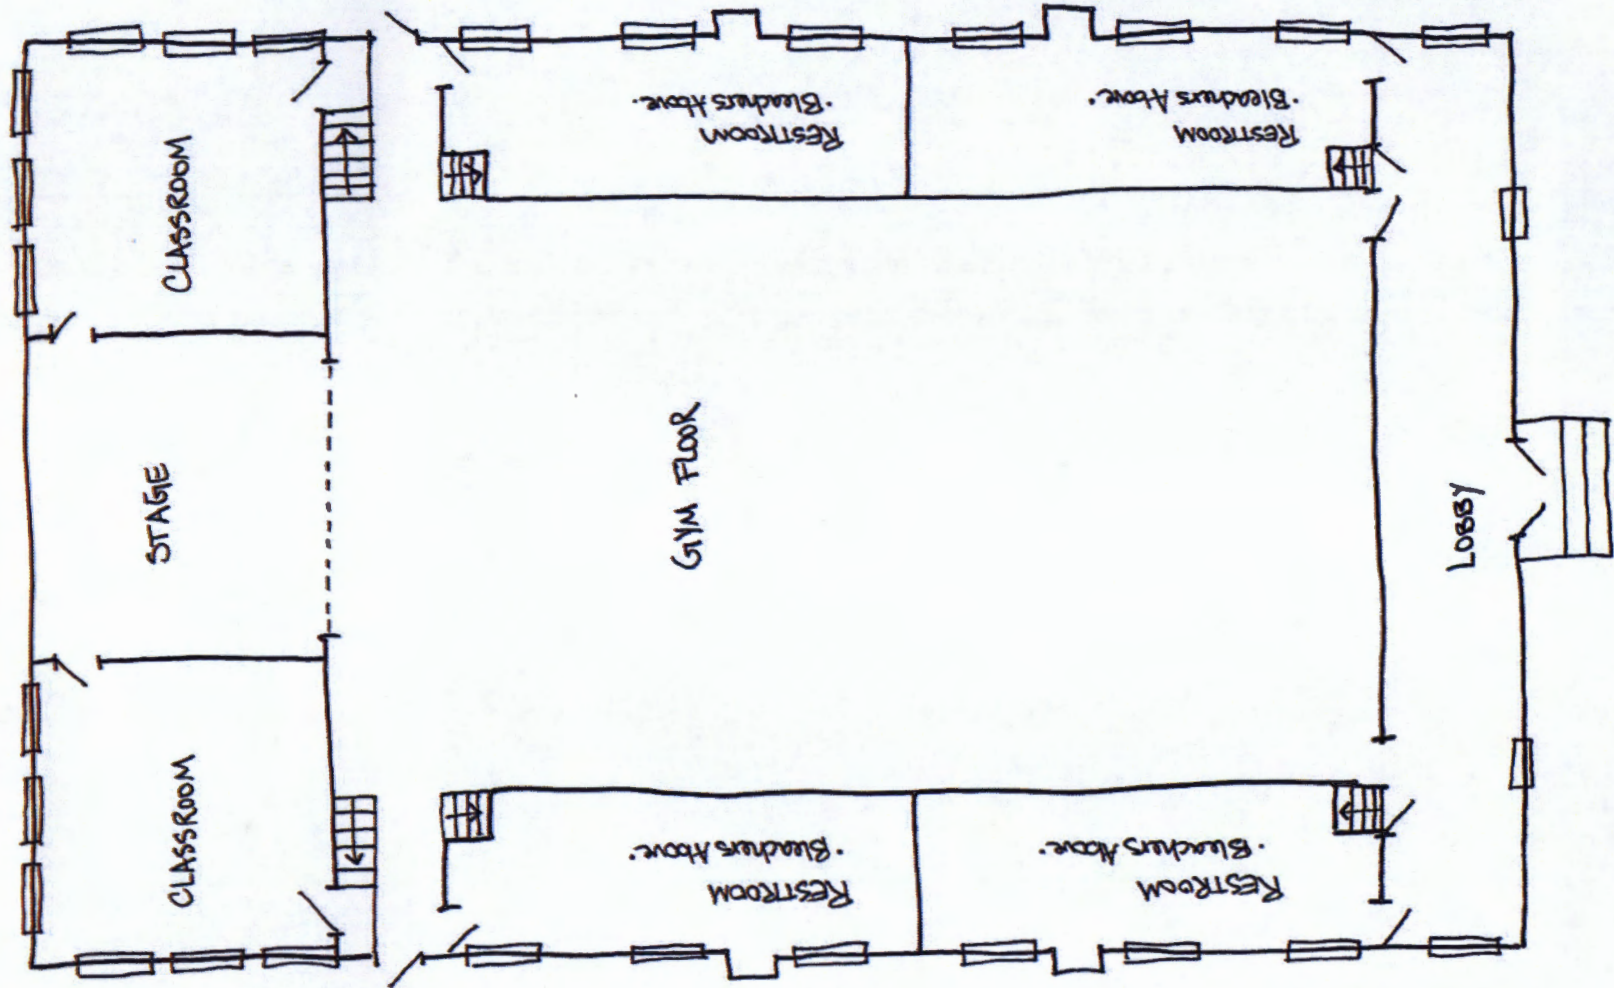 RESTROOM
·Bleachers Above·
RESTROOM
·Bleachers Above·
CLASSROOM
STAGE
GYM FLOOR
LOBBY
CLASSROOM
RESTROOM
·Bleachers Above·
RESTROOM
·Bleachers Above·